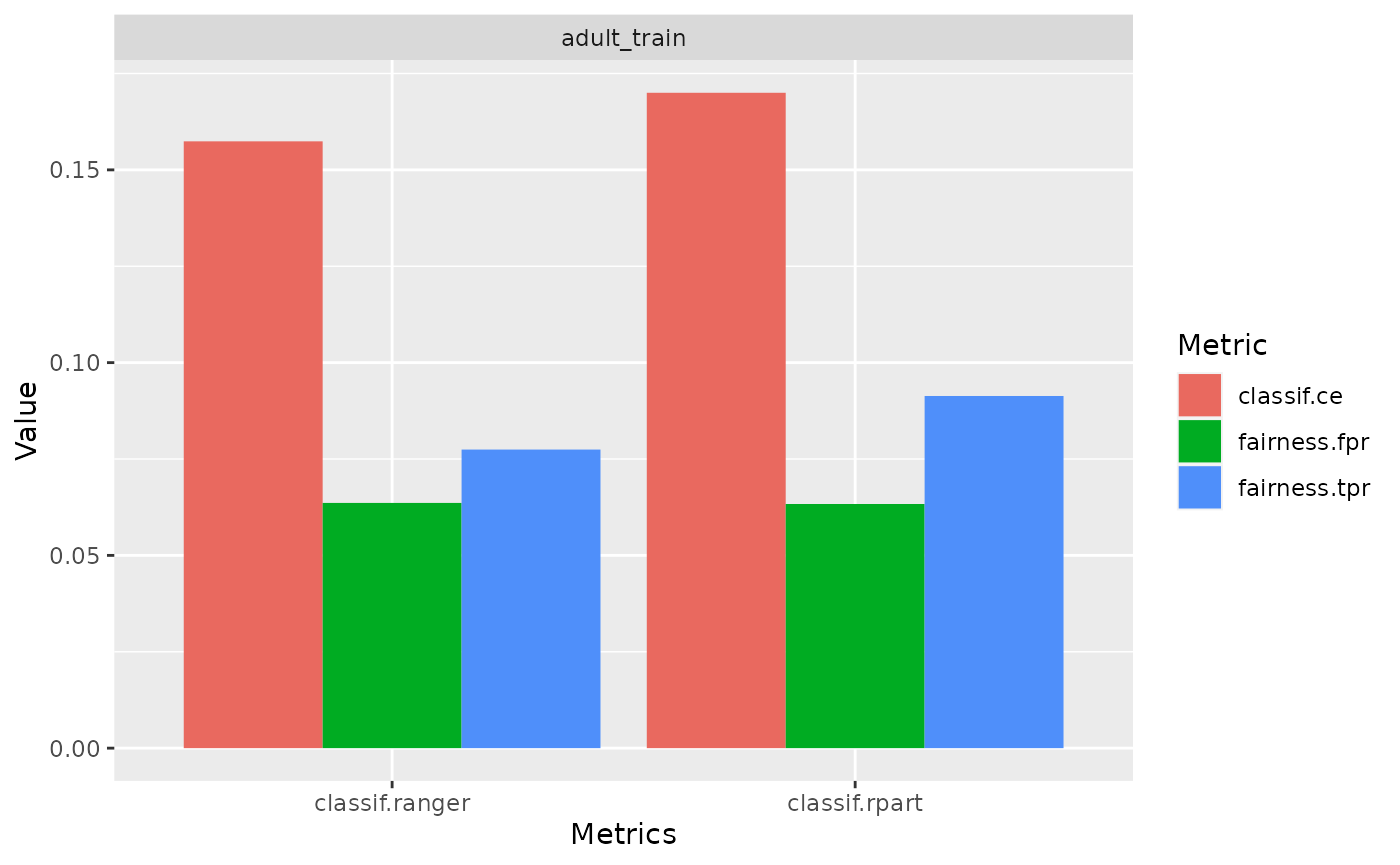 adult_train
0.15
0.10
0.05
0.00
Value
classif.ranger
classif.rpart
Metrics
Metric
classif.ce
fairness.fpr
fairness.tpr